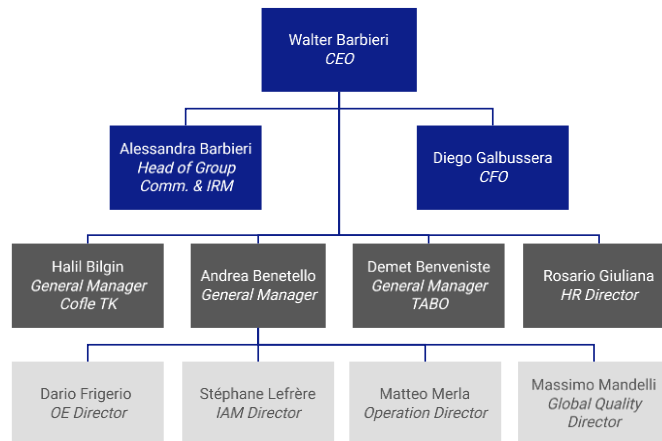 Walter Barbieri
CEO
Alessandra Barbieri
Head of Group
Comm. & IRM
Diego Galbussera
CFO
Halil Bilgin
General Manager
Cofle TK
Andrea Benetello
General Manager
Demet Benveniste
General Manager
TABO
Rosario Giuliana
HR Director
Dario Frigerio
OE Director
Stéphane Lefrère
IAM Director
Matteo Merla
Operation Director
Massimo Mandelli
Global Quality
Director